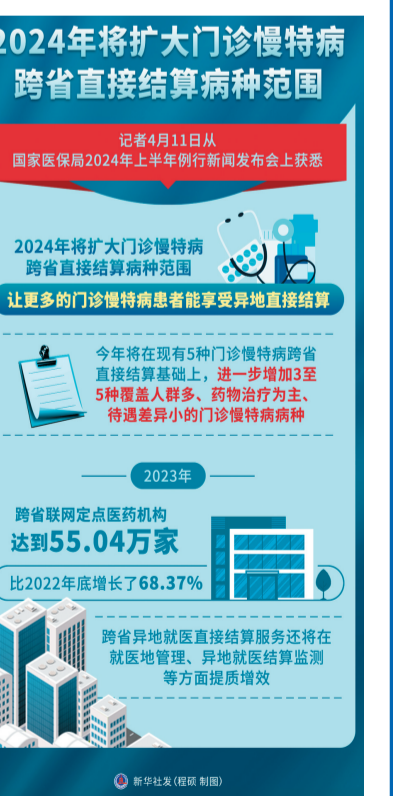 2024年将扩大门诊慢特病
跨省直接结算病种范围
记者4月11日从
国家医保局2024年上半年例行新闻发布会上获悉
2024年将扩大门诊慢特病
跨省直接结算病种范围
让更多的门诊慢特病患者能享受异地直接结算
今年将在现有5种门诊慢特病跨省
直接结算基础上，进一步增加3至
5种覆盖人群多、药物治疗为主、
待遇差异小的门诊慢特病病种
2023年
跨省联网定点医药机构
达到55.04万家
比2022年底增长了68.37%
跨省异地就医直接结算服务还将在
就医地管理、异地就医结算监测
等方面提质增效
新华社发（程硕 制图）